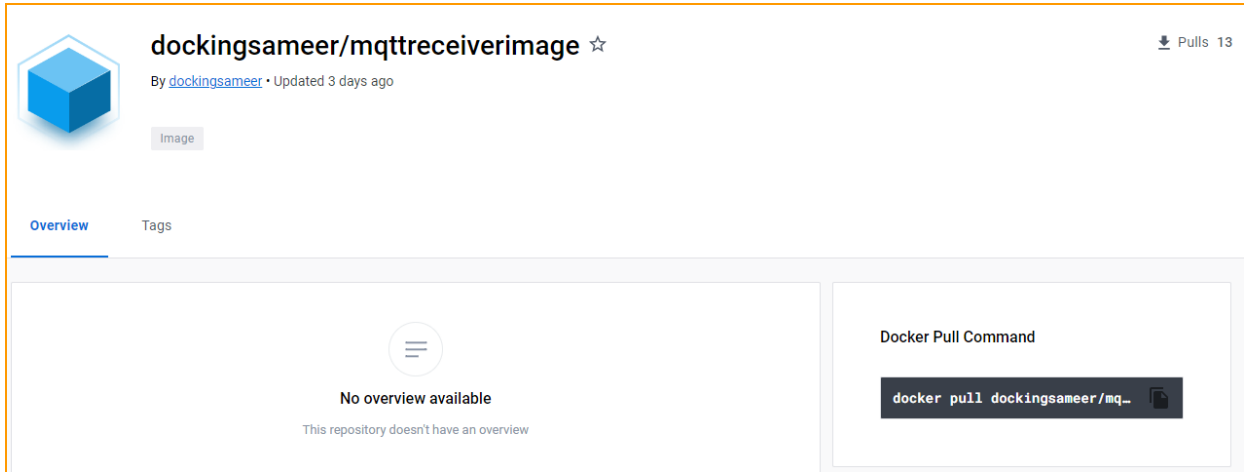 dockingsameer/mqttreceiverimage
Pulls 13
By dockingsameer • Updated 3 days ago
Image
Overview
Tags
No overview available
This repository doesn't have an overview
Docker Pull Command
docker pull dockingsameer/mq…